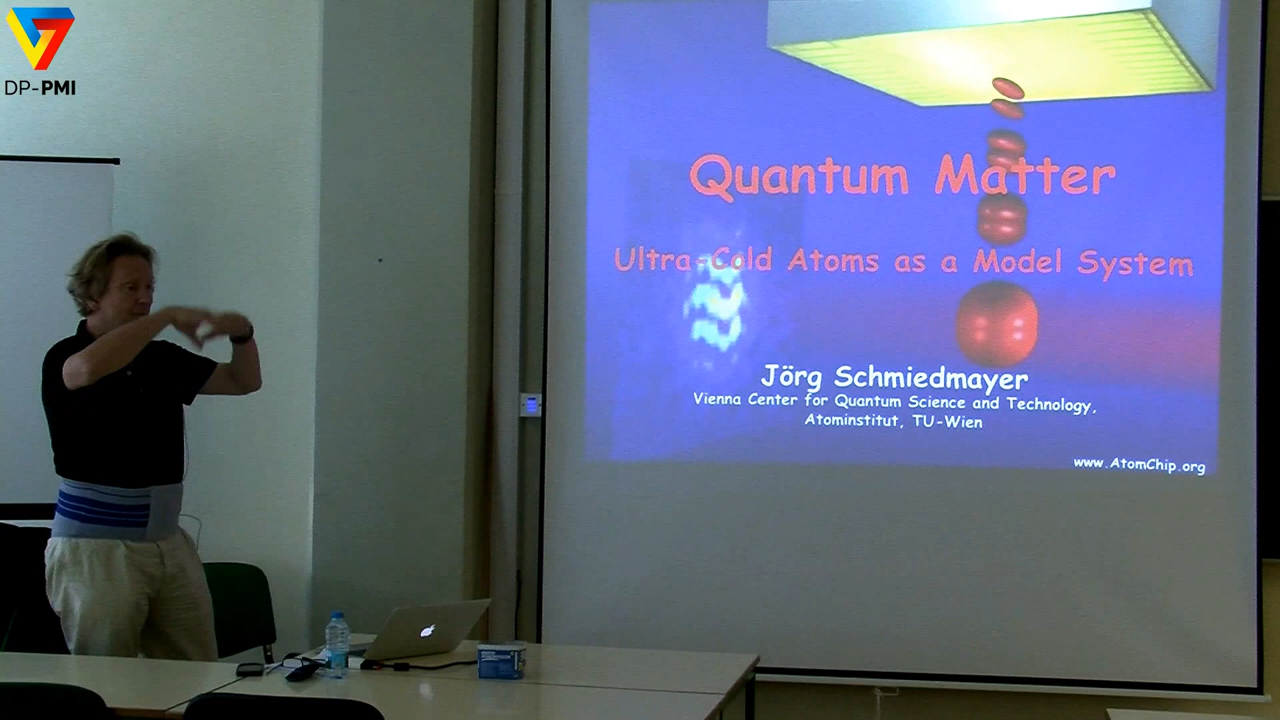 DP-PMI
Quantum Matter
Ultra-Cold Atoms as a Model System
Jörg Schmiedmayer
Vienna Center for Quantum Science and Technology,
Atominstitut, TU-Wien
www.AtomChip.org